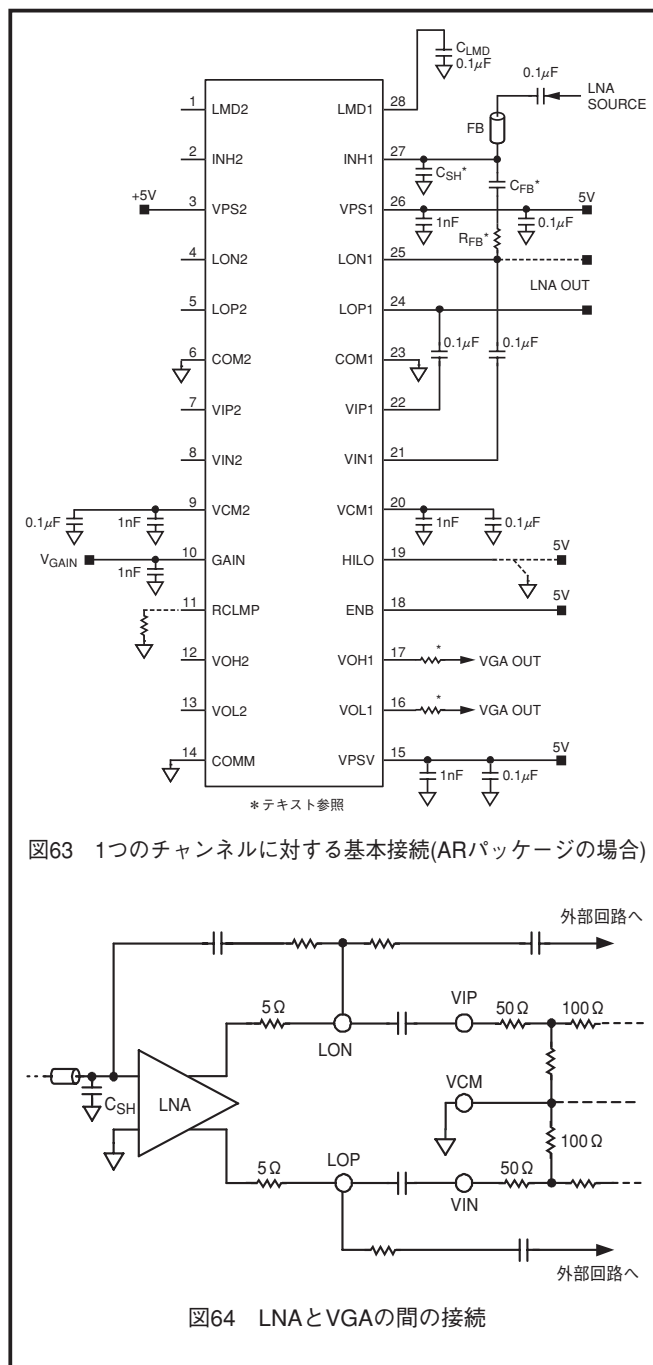 CLMD
0.1μF
0.1μF
LNA
SOURCE
FB
1 LMD2 LMD1 28
2 INH2 INH1 27
CSH*
CFB*
+5V
3 VPS2 VPS1 26
5V
1nF
0.1μF
RFB*
4 LON2 LON1 25
LNA OUT
5 LOP2 LOP1 24
0.1μF
0.1μF
6 COM2 COM1 23
7 VIP2 VIP1 22
8 VIN2 VIN1 21
9 VCM2 VCM1 20
0.1μF
1nF
1nF
0.1μF
VGAIN
10 GAIN HILO 19
5V
1nF
11 RCLMP ENB 18
5V
12 VOH2 VOH1 17
*
VGA OUT
13 VOL2 VOL1 16
*
VGA OUT
14 COMM VPSV 15
5V
1nF
0.1μF
*テキスト参照
図63 1つのチャンネルに対する基本接続(ARパッケージの場合)
外部回路へ
5Ω
LON
VIP
50Ω
100Ω
CSH
LNA
VCM
100Ω
5Ω
LOP
VIN
50Ω
外部回路へ
図64 LNAとVGAの間の接続